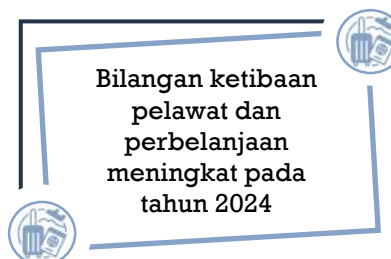 Bilangan ketibaan
pelawat dan
perbelanjaan
meningkat pada
tahun 2024